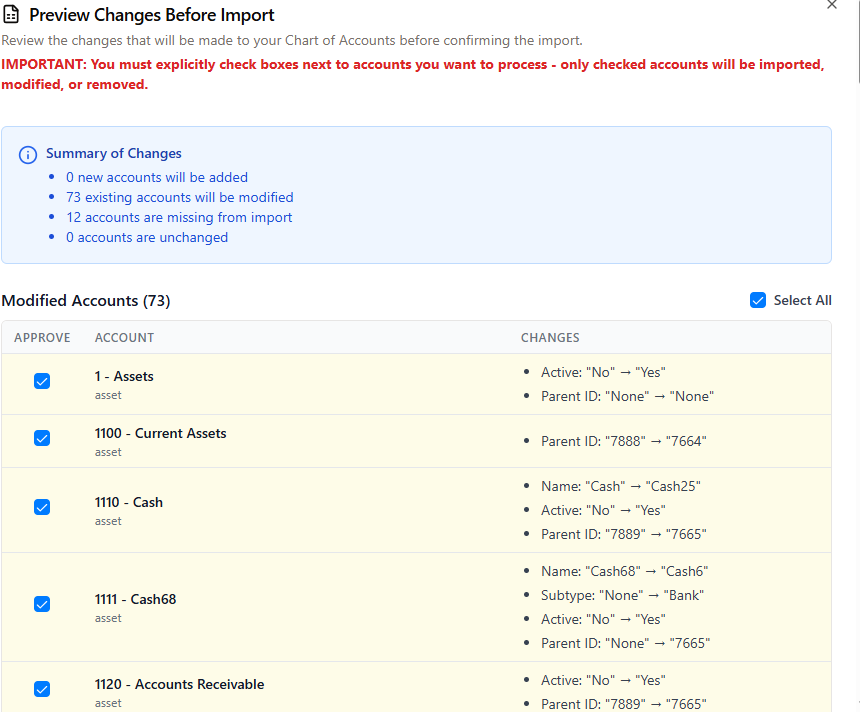 Preview Changes Before Import
Review the changes that will be made to your Chart of Accounts before confirming the import.
IMPORTANT: You must explicitly check boxes next to accounts you want to process - only checked accounts will be imported,
modified, or removed.
Summary of Changes
• 0 new accounts will be added
• 73 existing accounts will be modified
• 12 accounts are missing from import
• 0 accounts are unchanged
Modified Accounts (73)
Select All
APPROVE ACCOUNT CHANGES
1 - Assets
asset
• Active: "No" → "Yes"
• Parent ID: "None" → "None"
1100 - Current Assets
asset
• Parent ID: "7888" → "7664"
1110 - Cash
asset
• Name: "Cash" → "Cash25"
• Active: "No" → "Yes"
• Parent ID: "7889" → "7665"
1111 - Cash68
asset
• Name: "Cash68" → "Cash6"
• Subtype: "None" → "Bank"
• Active: "No" → "Yes"
• Parent ID: "None" → "7665"
1120 - Accounts Receivable
asset
• Active: "No" → "Yes"
• Parent ID: "7889" → "7665"